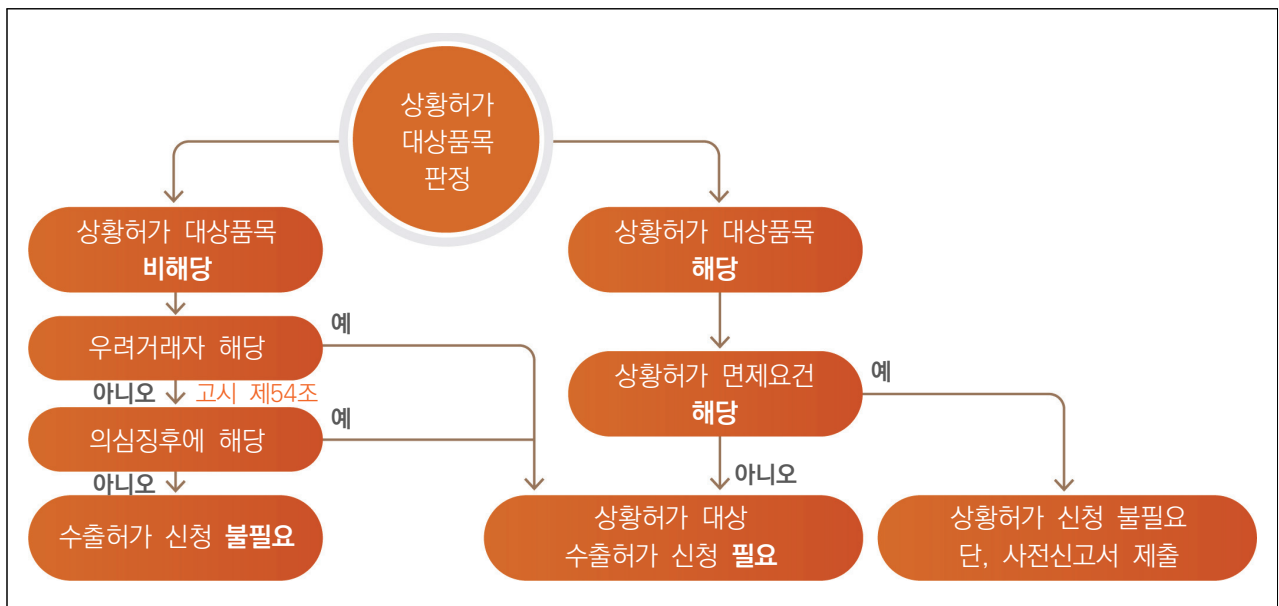 상황허가
대상품목
판정
상황허가 대상품목
비해당
상황허가 대상품목
해당
우려거래자 해당
예
아니오
고시 제54조
의심징후에 해당
예
아니오
수출허가 신청 불필요
상황허가 면제요건
해당
예
아니오
상황허가 대상
수출허가 신청 필요
상황허가 신청 불필요
단, 사전신고서 제출